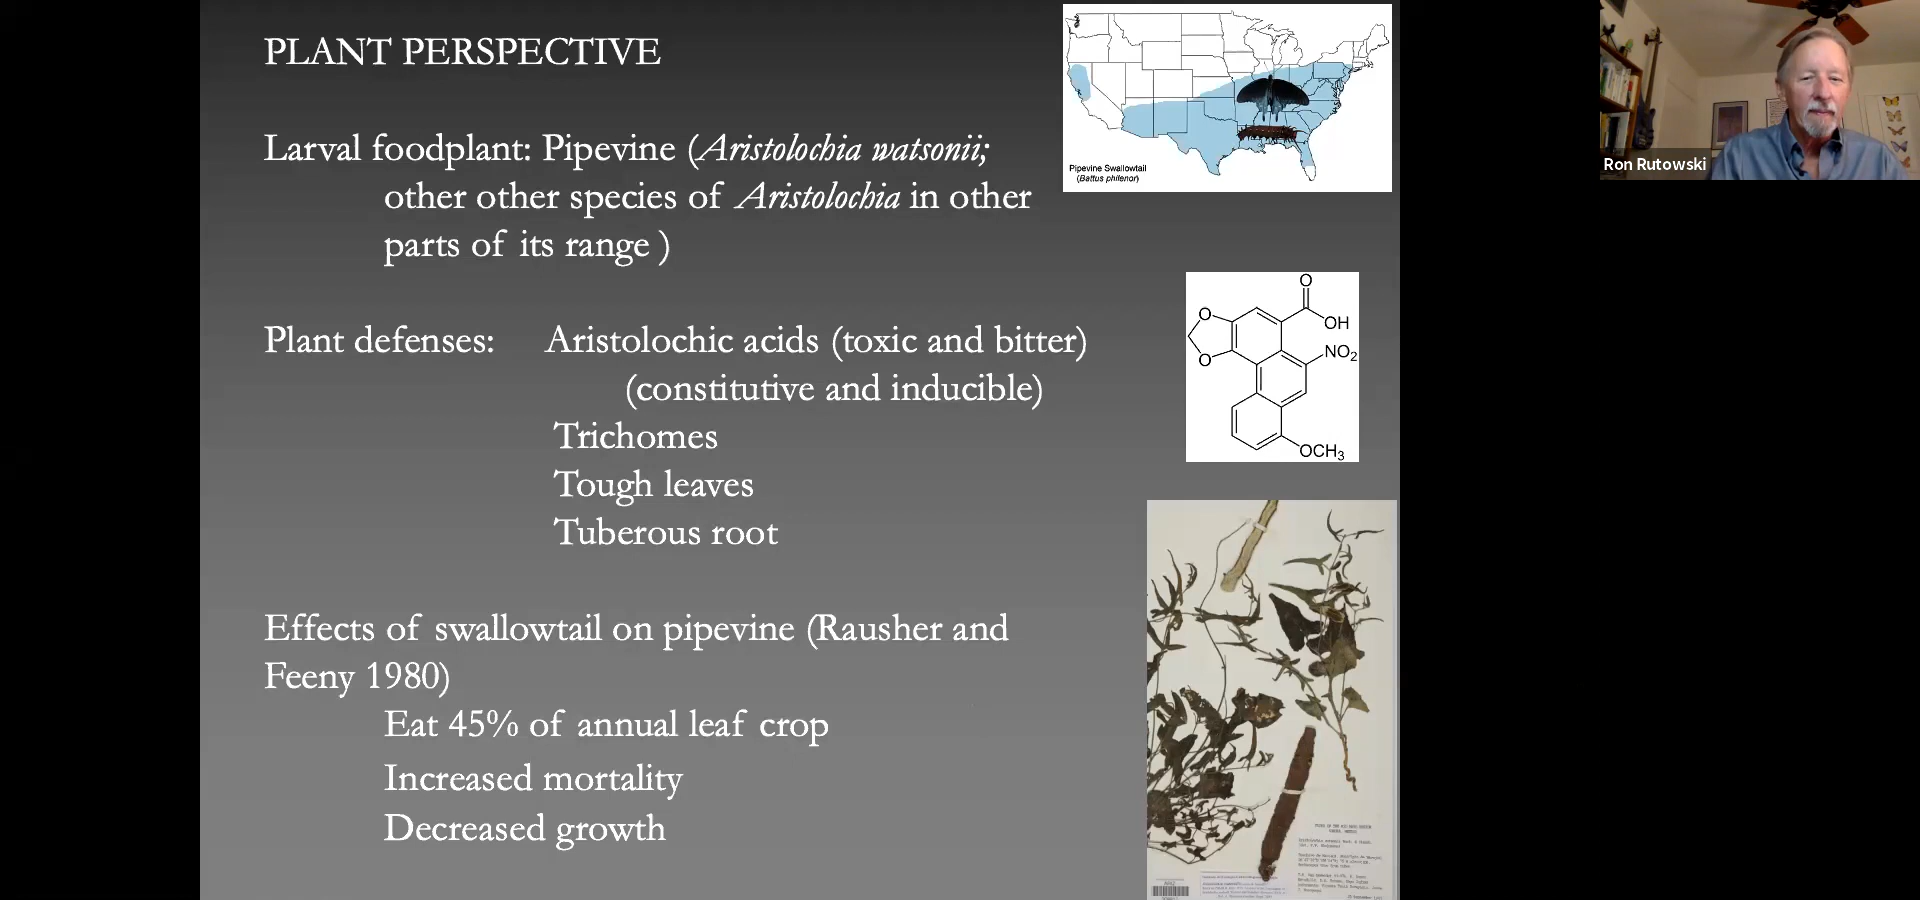 PLANT PERSPECTIVE
Larval foodplant: Pipevine (Aristolochia watsonii;
other other species of Aristolochia in other
parts of its range )
Plant defenses: Aristolochic acids (toxic and bitter)
(constitutive and inducible)
Trichomes
Tough leaves
Tuberous root
Effects of swallowtail on pipevine (Rausher and
Feeny 1980)
Eat 45% of annual leaf crop
Increased mortality
Decreased growth
Pipevine Swallowtail
(Battus philenor)
O
OH
O
O
NO2
OCH3
Ron Rutowski